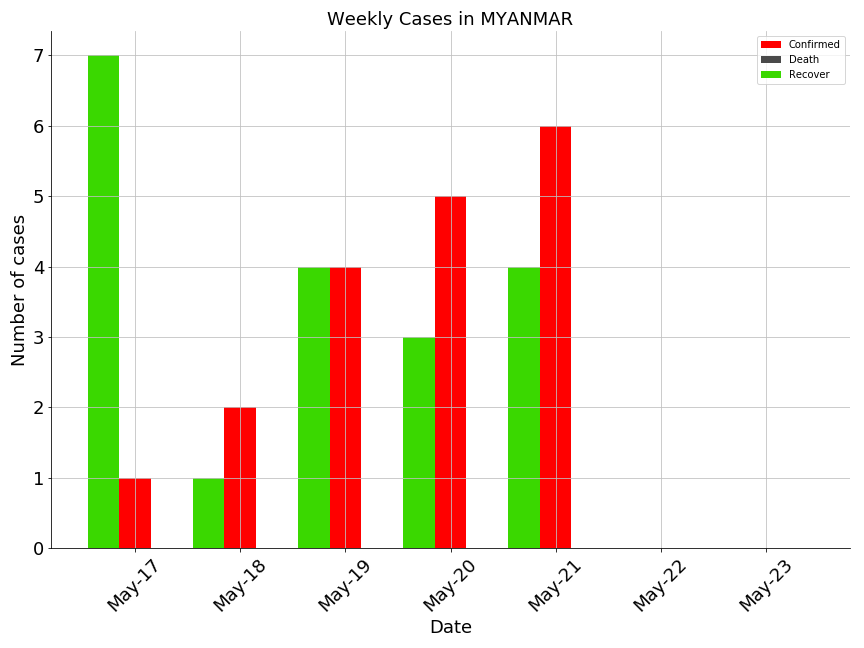 Weekly Cases in MYANMAR
Confirmed
Death
Recover
Number of cases
7
6
5
4
3
2
1
0
May-17
May-18
May-19
May-20
May-21
May-22
May-23
Date